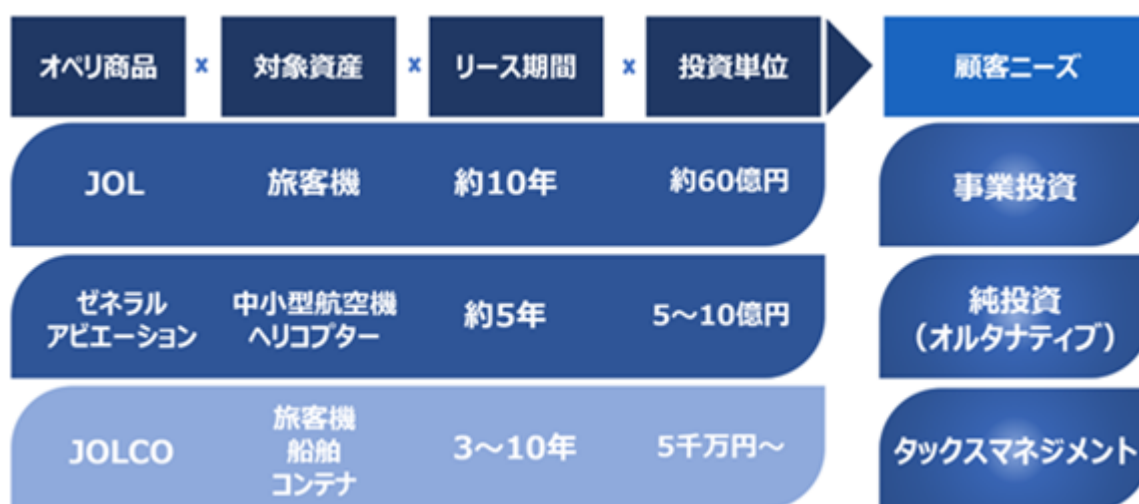 オペリ商品 x 対象資産 x リース期間 x 投資単位 顧客ニーズ
JOL 旅客機 約10年 約60億円 事業投資
ゼネラル
アビエーション
中小型航空機
ヘリコプター
約5年
5~10億円
純投資
(オルタナティブ)
JOLCO
旅客機
船舶
コンテナ
3~10年
5千万円~
タックスマネジメント